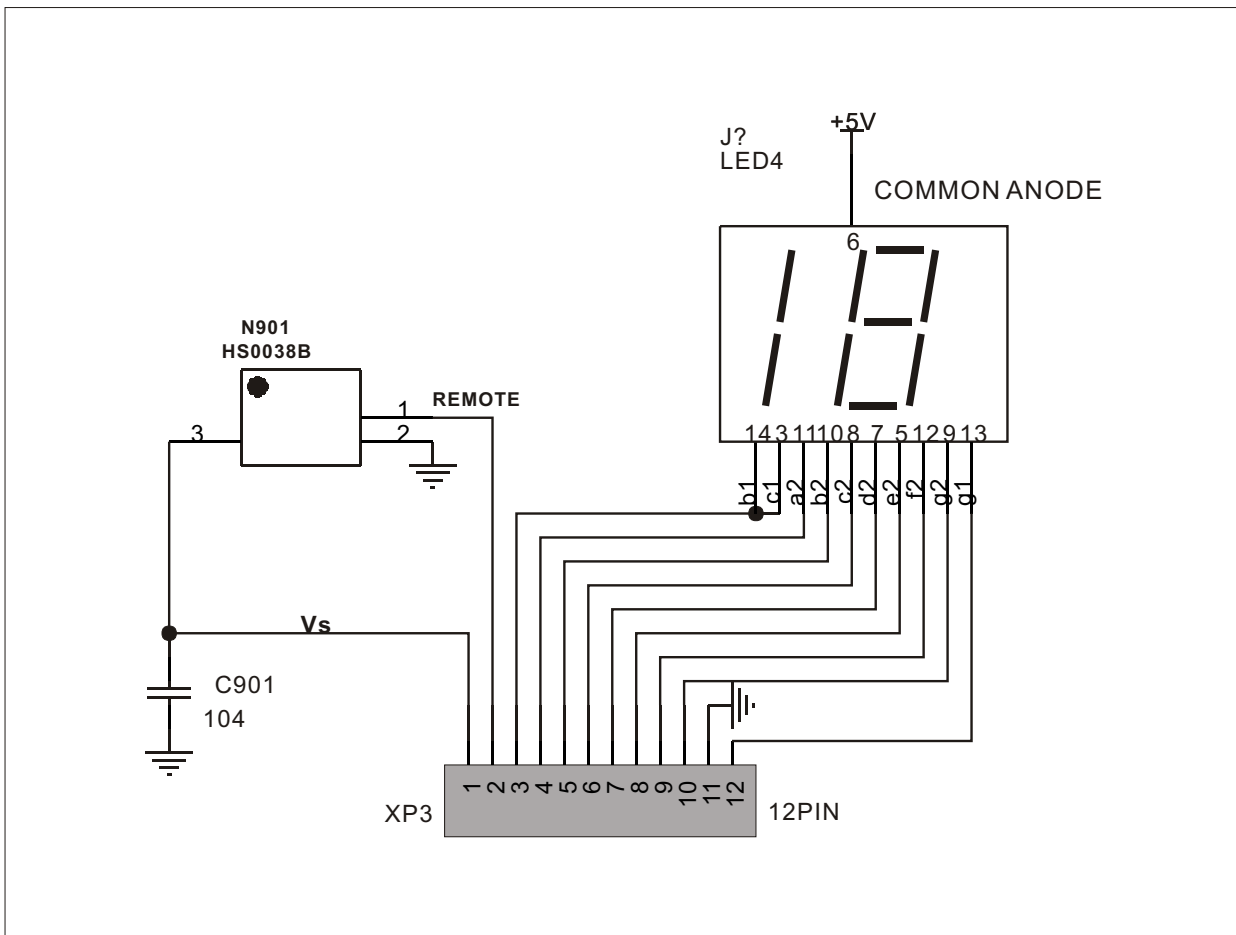 +5V
J?
LED4
COMMON ANODE
6
N901
HS0038B
1 REMOTE
3 2
14 3 11 10 8 7 5 12 9 13
b1 c1 a2 b2 c2 d2 e2 f2 g2 g1
Vs
C901
104
1 2 3 4 5 6 7 8 9 10 11 12
XP3 12PIN